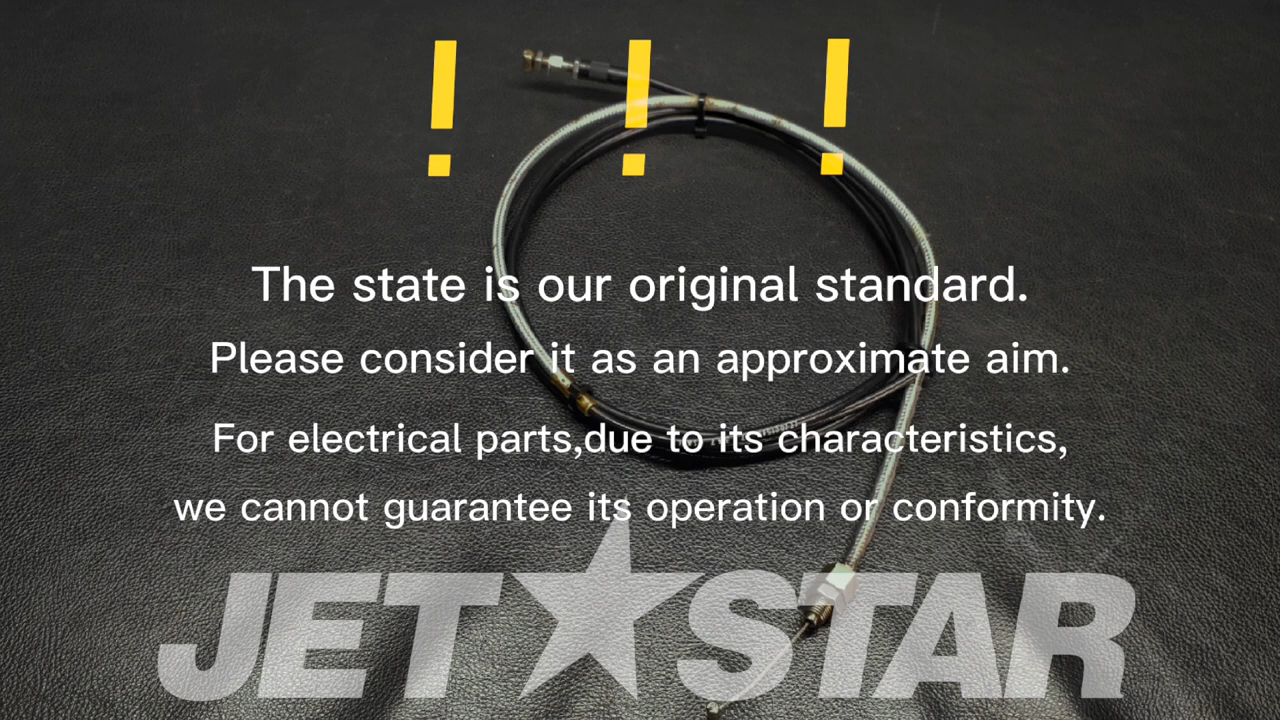 ! ! !
The state is our original standard.
Please consider it as an approximate aim.
For electrical parts,due to its characteristics,
we cannot guarantee its operation or conformity.
JET★STAR